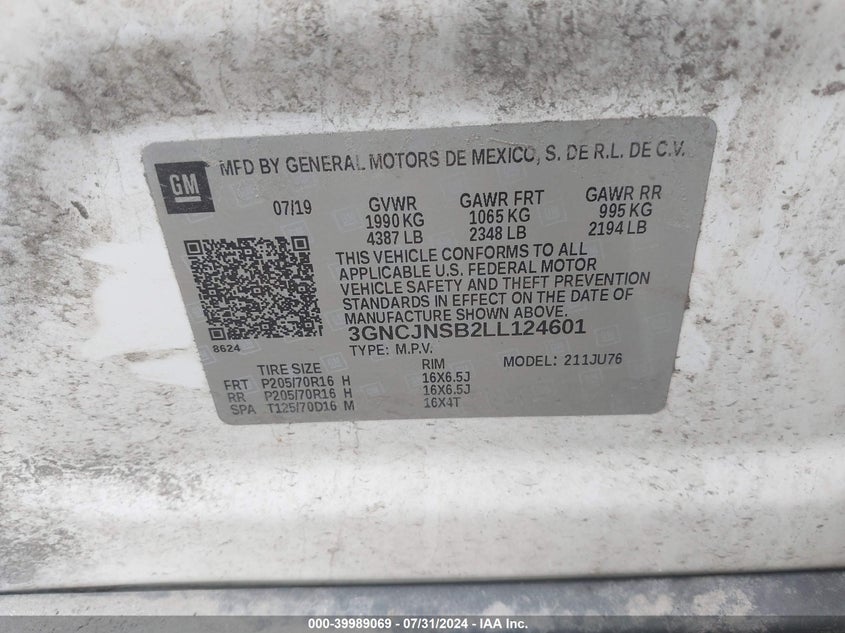 GM
MFD BY GENERAL MOTORS DE MEXICO, S. DE R.L. DE C.V.
07/19 GVWR GAWR FRT GAWR RR
1990 KG 1065 KG 995 KG
4387 LB 2348 LB 2194 LB
THIS VEHICLE CONFORMS TO ALL
APPLICABLE U.S. FEDERAL MOTOR
VEHICLE SAFETY AND THEFT PREVENTION
STANDARDS IN EFFECT ON THE DATE OF
MANUFACTURE SHOWN ABOVE.
8624 3GNCJNSB2LL124601
TYPE: M.P.V. MODEL: 211JU76
TIRE SIZE RIM
FRT P205/70R16 H 16X6.5J
RR P205/70R16 H 16X6.5J
SPA T125/70D16 M 16X4T
000-39989069 - 07/31/2024 - IAA Inc.